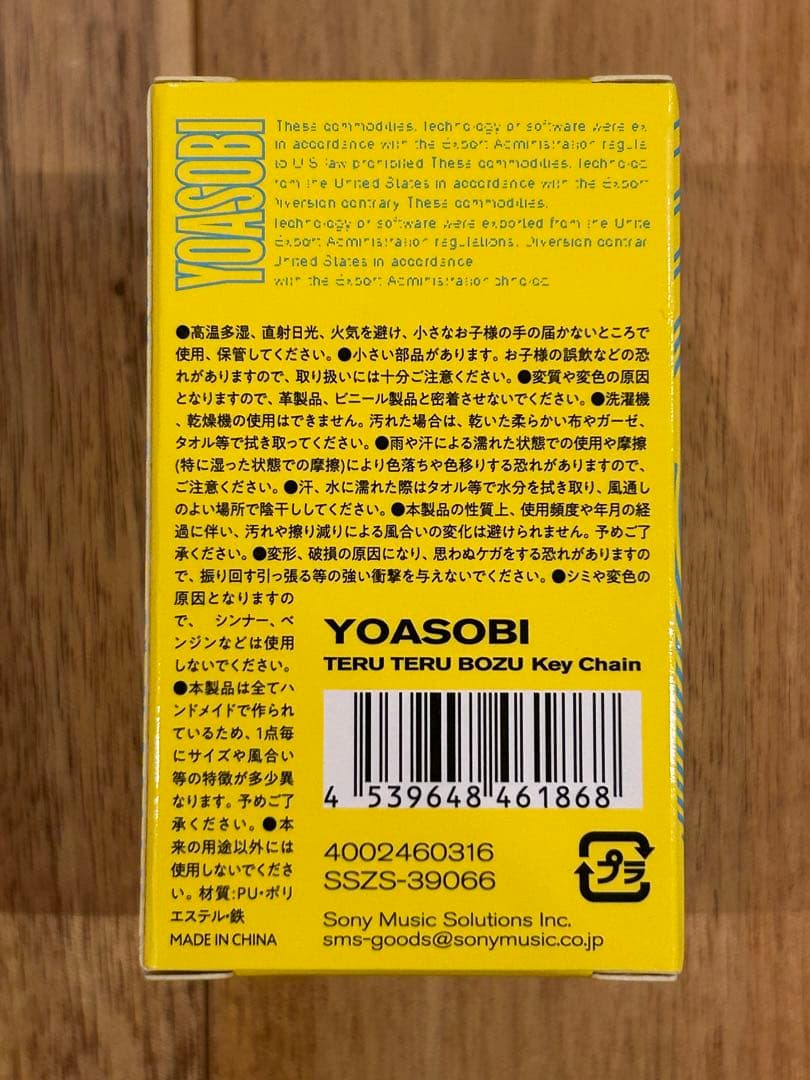 YOASOBI
These commodities, technology or software were ex
in accordance with the Export Administration regula
to U S law prohibited These commodities, technolog
rom the United States in accordance with the Export
Diversion contrary These commodities,
technology or software were exported from the Unite
Export Administration regulations. Diversion contrar
United States in accordance
with the Export Administration
●高温多湿、直射日光、火気を避け、小さなお子様の手の届かないところで
使用、保管してください。●小さい部品があります。お子様の誤飲などの恐
れがありますので、取り扱いには十分ご注意ください。●変質や変色の原因
となりますので、革製品、ビニール製品と密着させないでください。●洗濯機
、乾燥機の使用はできません。汚れた場合は、乾いた柔らかい布やガーゼ、
タオル等で拭き取ってください。●雨や汗による濡れた状態での使用や摩擦
(特に湿った状態での摩擦)により色落ちや色移りする恐れがありますので、
ご注意ください。●汗、水に濡れた際はタオル等で水分を拭き取り、風通し
のよい場所で陰干ししてください。●本製品の性質上、使用頻度や年月の経
過に伴い、汚れや擦り減りによる風合いの変化は避けられません。予めご了
承ください。●変形、破損の原因になり、思わぬケガをする恐れがありますの
で、振り回す引っ張る等の強い衝撃を与えないでください。●シミや変色の
原因となりますの
で、 シンナー、ベ
ンジンなどは使用
しないでください。
●本製品は全てハ
ンドメイドで作られ
ているため、1点毎
にサイズや風合い
等の特徴が多少異
なります。予めご了
承ください。●本
来の用途以外には
使用しないでくださ
い。材質:PU・ポリ
エステル・鉄
MADE IN CHINA
YOASOBI
TERU TERU BOZU Key Chain
4 539648 461868
4002460316
SSZS-39066
プラ
Sony Music Solutions Inc.
sms-goods@sonymusic.co.jp